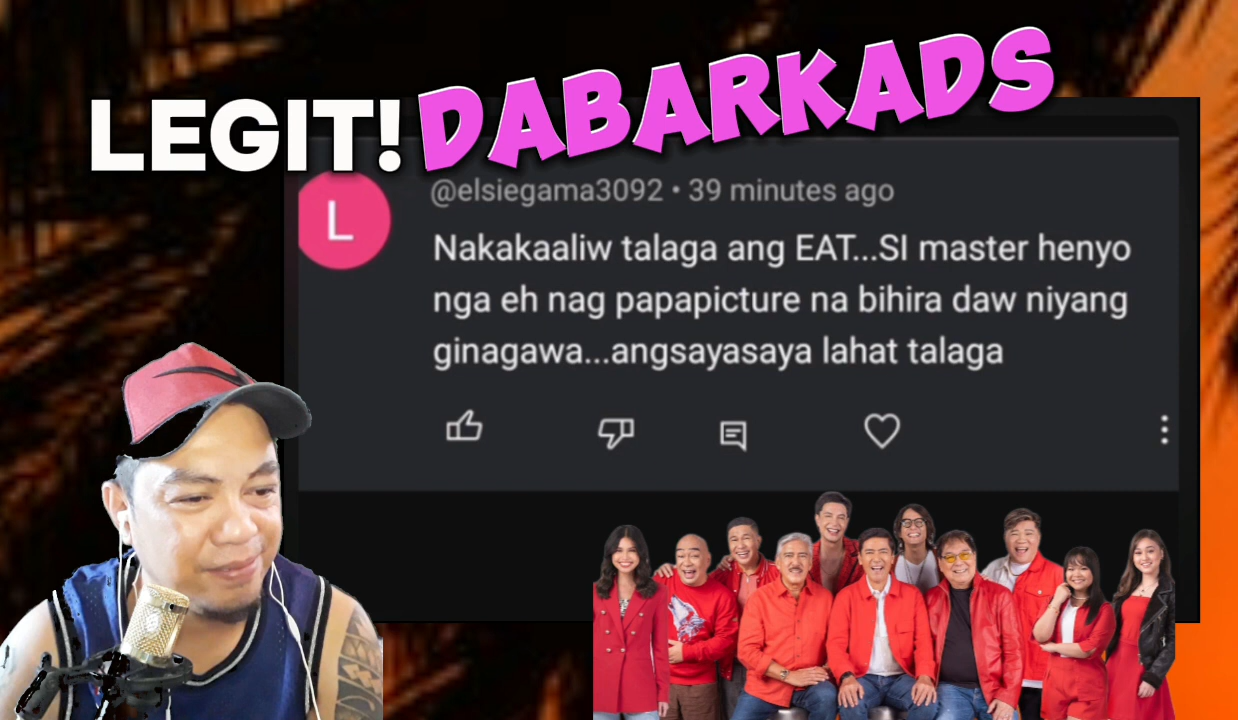 LEGIT! DABARKADS
L
@elsiegama3092 • 39 minutes ago
Nakakaaliw talaga ang EAT...SI master henyo
nga eh nag papapicture na bihira daw niyang
ginagawa...angsayasaya lahat talaga